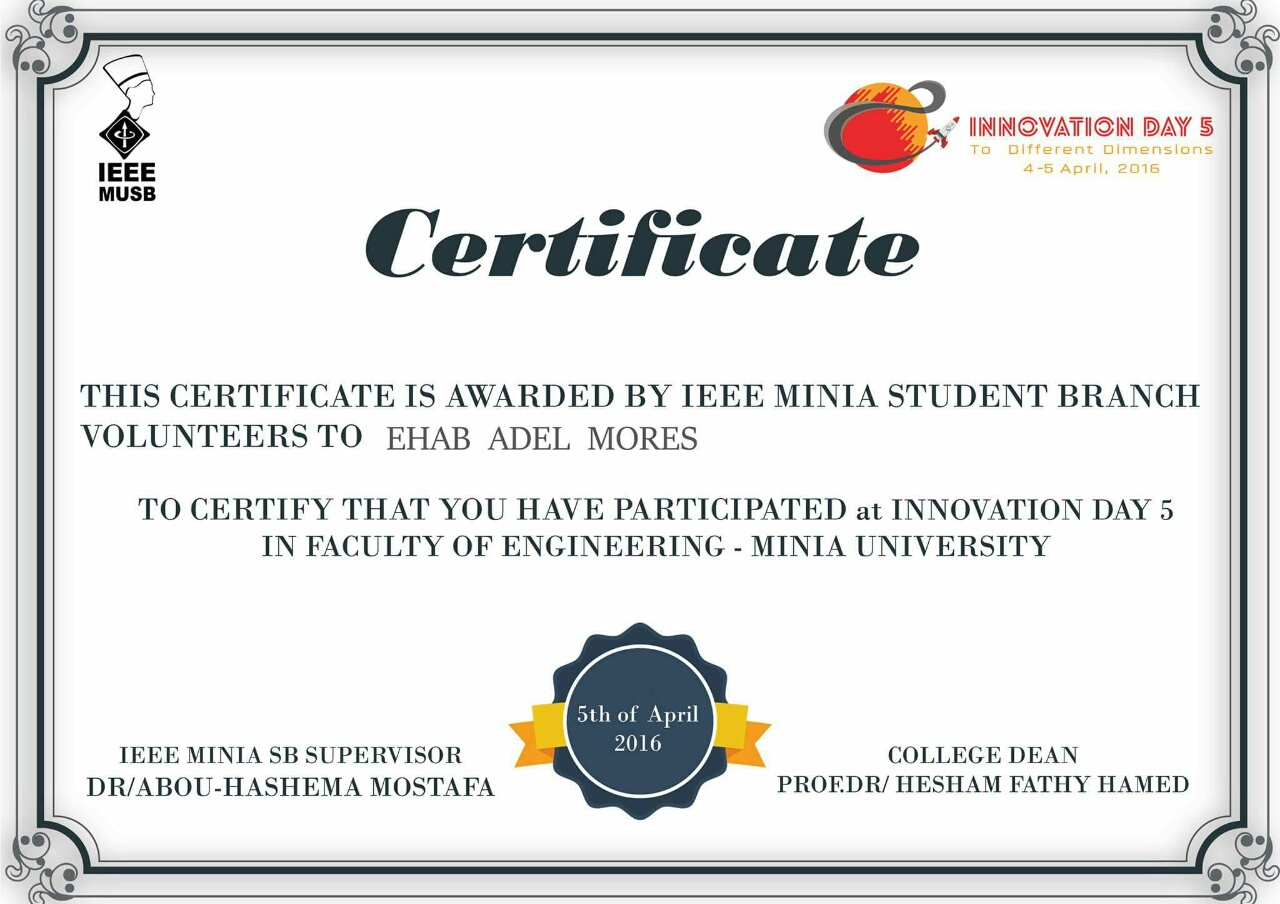 IEEE
MUSB
INNOVATION DAY 5
To Different Dimensions
4-5 April, 2016
Certificate
THIS CERTIFICATE IS AWARDED BY IEEE MINIA STUDENT BRANCH
VOLUNTEERS TO EHAB ADEL MORES
TO CERTIFY THAT YOU HAVE PARTICIPATED at INNOVATION DAY 5
IN FACULTY OF ENGINEERING - MINIA UNIVERSITY
5th of April
2016
IEEE MINIA SB SUPERVISOR
DR/ABOU-HASHEMA MOSTAFA
COLLEGE DEAN
PROF.DR/ HESHAM FATHY HAMED